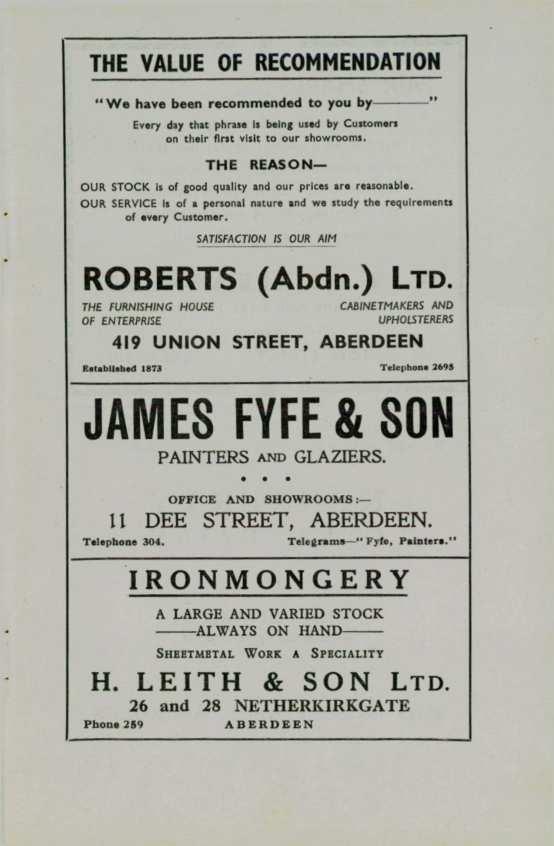 THE VALUE OF RECOMMENDATION
"We have been recommended to you by———"
Every day that phrase is being used by Customers
on their first visit to our showrooms.
THE REASON—
OUR STOCK is of good quality and our prices are reasonable.
OUR SERVICE is of a personal nature and we study the requirements
of every Customer.
SATISFACTION IS OUR AIM
ROBERTS (Abdn.) LTD.
THE FURNISHING HOUSE CABINETMAKERS AND
OF ENTERPRISE UPHOLSTERERS
419 UNION STREET, ABERDEEN
Established 1873 Telephone 2695
JAMES FYFE & SON
PAINTERS AND GLAZIERS.
• • •
OFFICE AND SHOWROOMS:—
11 DEE STREET, ABERDEEN.
Telephone 304. Telegrams—"Fyfe, Painters."
IRONMONGERY
A LARGE AND VARIED STOCK
——ALWAYS ON HAND——
SHEETMETAL WORK A SPECIALITY
H. LEITH & SON LTD.
26 and 28 NETHERKIRKGATE
Phone 259 ABERDEEN